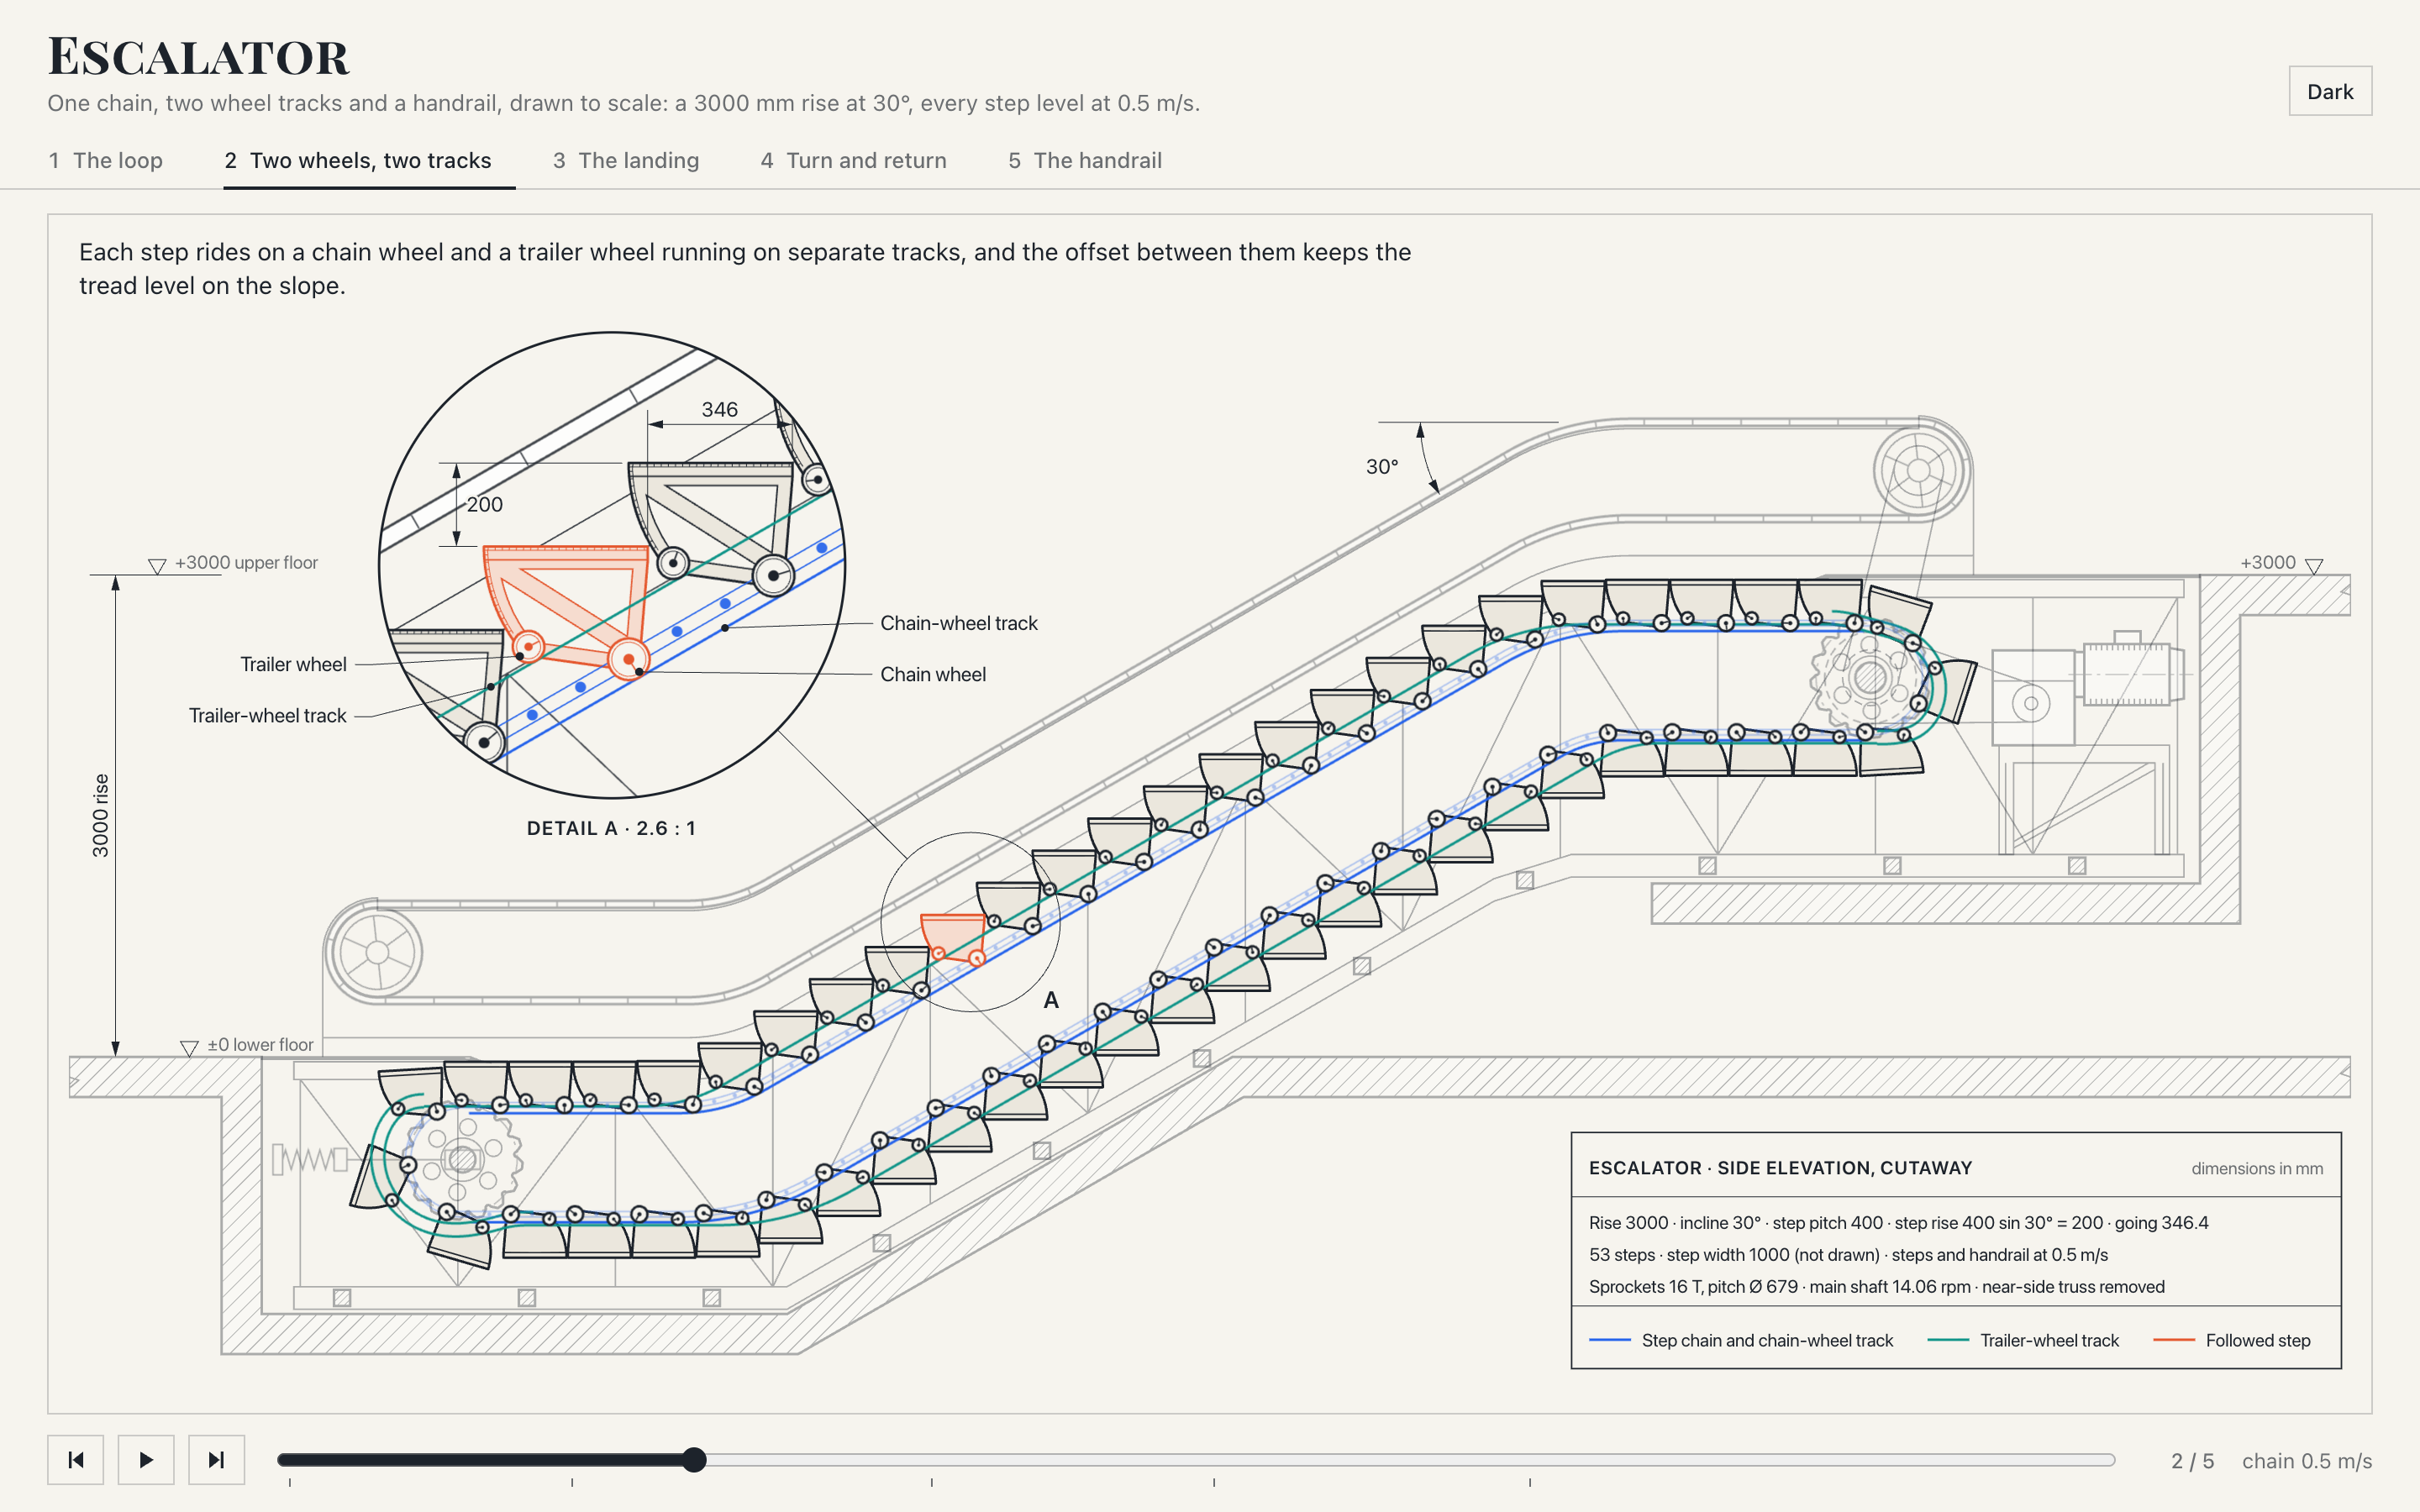 ESCALATOR
One chain, two wheel tracks and a handrail, drawn to scale: a 3000 mm rise at 30°, every step level at 0.5 m/s.
Dark
1 The loop
2 Two wheels, two tracks
3 The landing
4 Turn and return
5 The handrail
Each step rides on a chain wheel and a trailer wheel running on separate tracks, and the offset between them keeps the
tread level on the slope.
346
200
30°
+3000 upper floor
+3000
Chain-wheel track
Trailer wheel
Chain wheel
Trailer-wheel track
DETAIL A · 2.6 : 1
3000 rise
A
±0 lower floor
ESCALATOR · SIDE ELEVATION, CUTAWAY
dimensions in mm
Rise 3000 · incline 30° · step pitch 400 · step rise 400 sin 30° = 200 · going 346.4
53 steps · step width 1000 (not drawn) · steps and handrail at 0.5 m/s
Sprockets 16 T, pitch Ø 679 · main shaft 14.06 rpm · near-side truss removed
Step chain and chain-wheel track
Trailer-wheel track
Followed step
2 / 5
chain 0.5 m/s